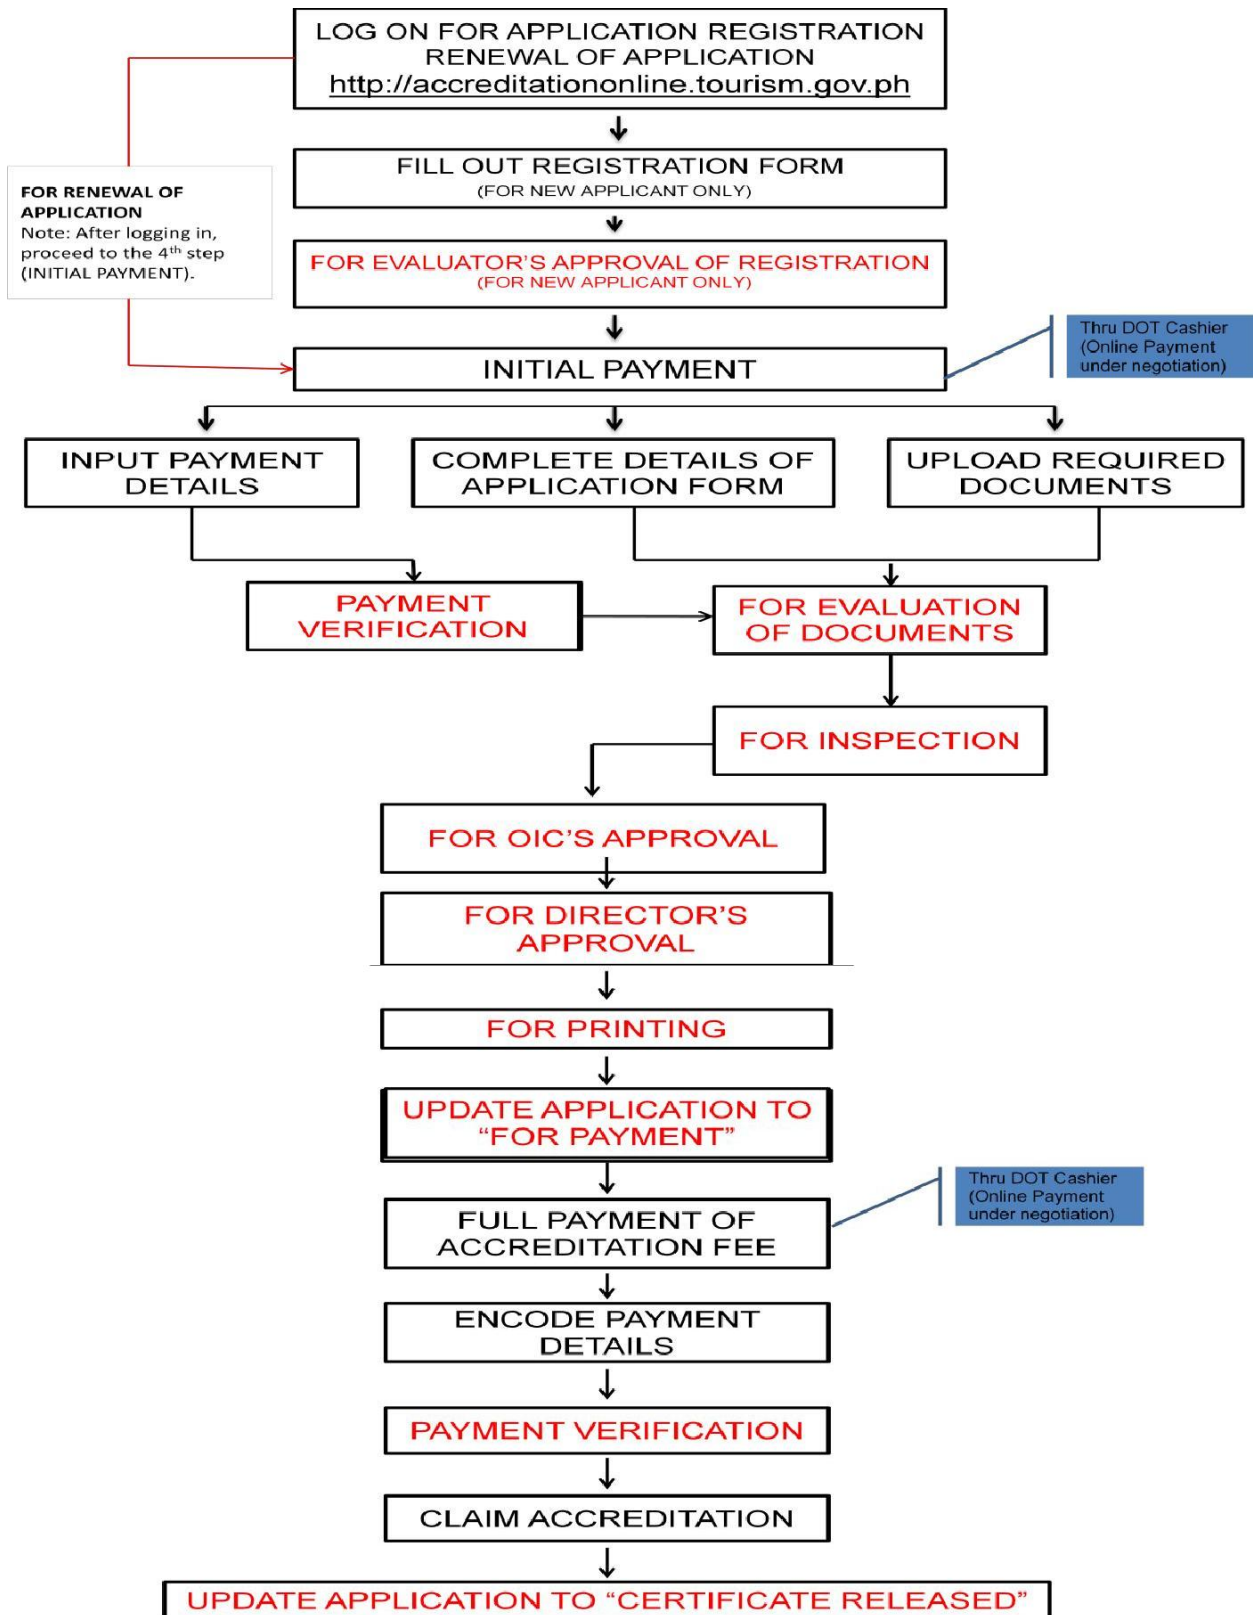 LOG ON FOR APPLICATION REGISTRATION
RENEWAL OF APPLICATION
http://accreditationonline.tourism.gov.ph
FILL OUT REGISTRATION FORM
(FOR NEW APPLICANT ONLY)
FOR RENEWAL OF
APPLICATION
Note: After logging in,
proceed to the 4th step
(INITIAL PAYMENT).
FOR EVALUATOR'S APPROVAL OF REGISTRATION
(FOR NEW APPLICANT ONLY)
INITIAL PAYMENT
Thru DOT Cashier
(Online Payment
under negotiation)
INPUT PAYMENT
DETAILS
COMPLETE DETAILS OF
APPLICATION FORM
UPLOAD REQUIRED
DOCUMENTS
PAYMENT
VERIFICATION
FOR EVALUATION
OF DOCUMENTS
FOR INSPECTION
FOR OIC'S APPROVAL
FOR DIRECTOR'S
APPROVAL
FOR PRINTING
UPDATE APPLICATION TO
“FOR PAYMENT”
FULL PAYMENT OF
ACCREDITATION FEE
Thru DOT Cashier
(Online Payment
under negotiation)
ENCODE PAYMENT
DETAILS
PAYMENT VERIFICATION
CLAIM ACCREDITATION
UPDATE APPLICATION TO “CERTIFICATE RELEASED”